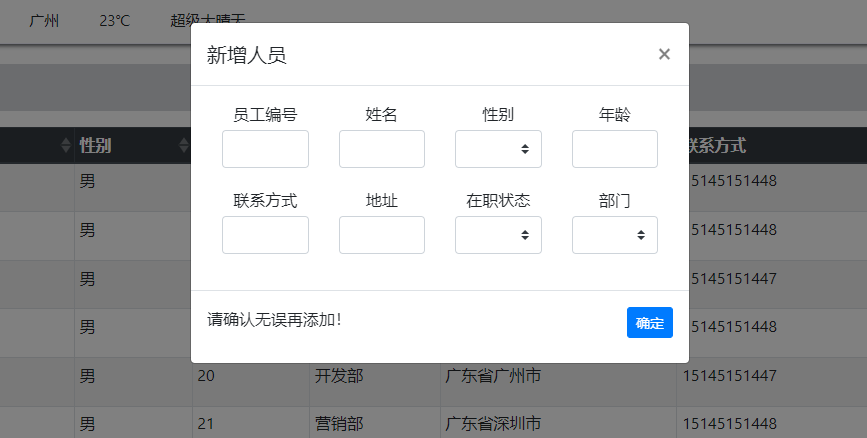 广州 23℃ 超级大晴天
新增人员 ×
性别 联系方式
员工编号 姓名 性别 年龄
男 15145151448
联系方式 地址 在职状态 部门
男 15145151448
男 15145151447
请确认无误再添加! 确定
男 15145151448
男 20 开发部 广东省广州市 15145151447
男 21 营销部 广东省深圳市 15145151448